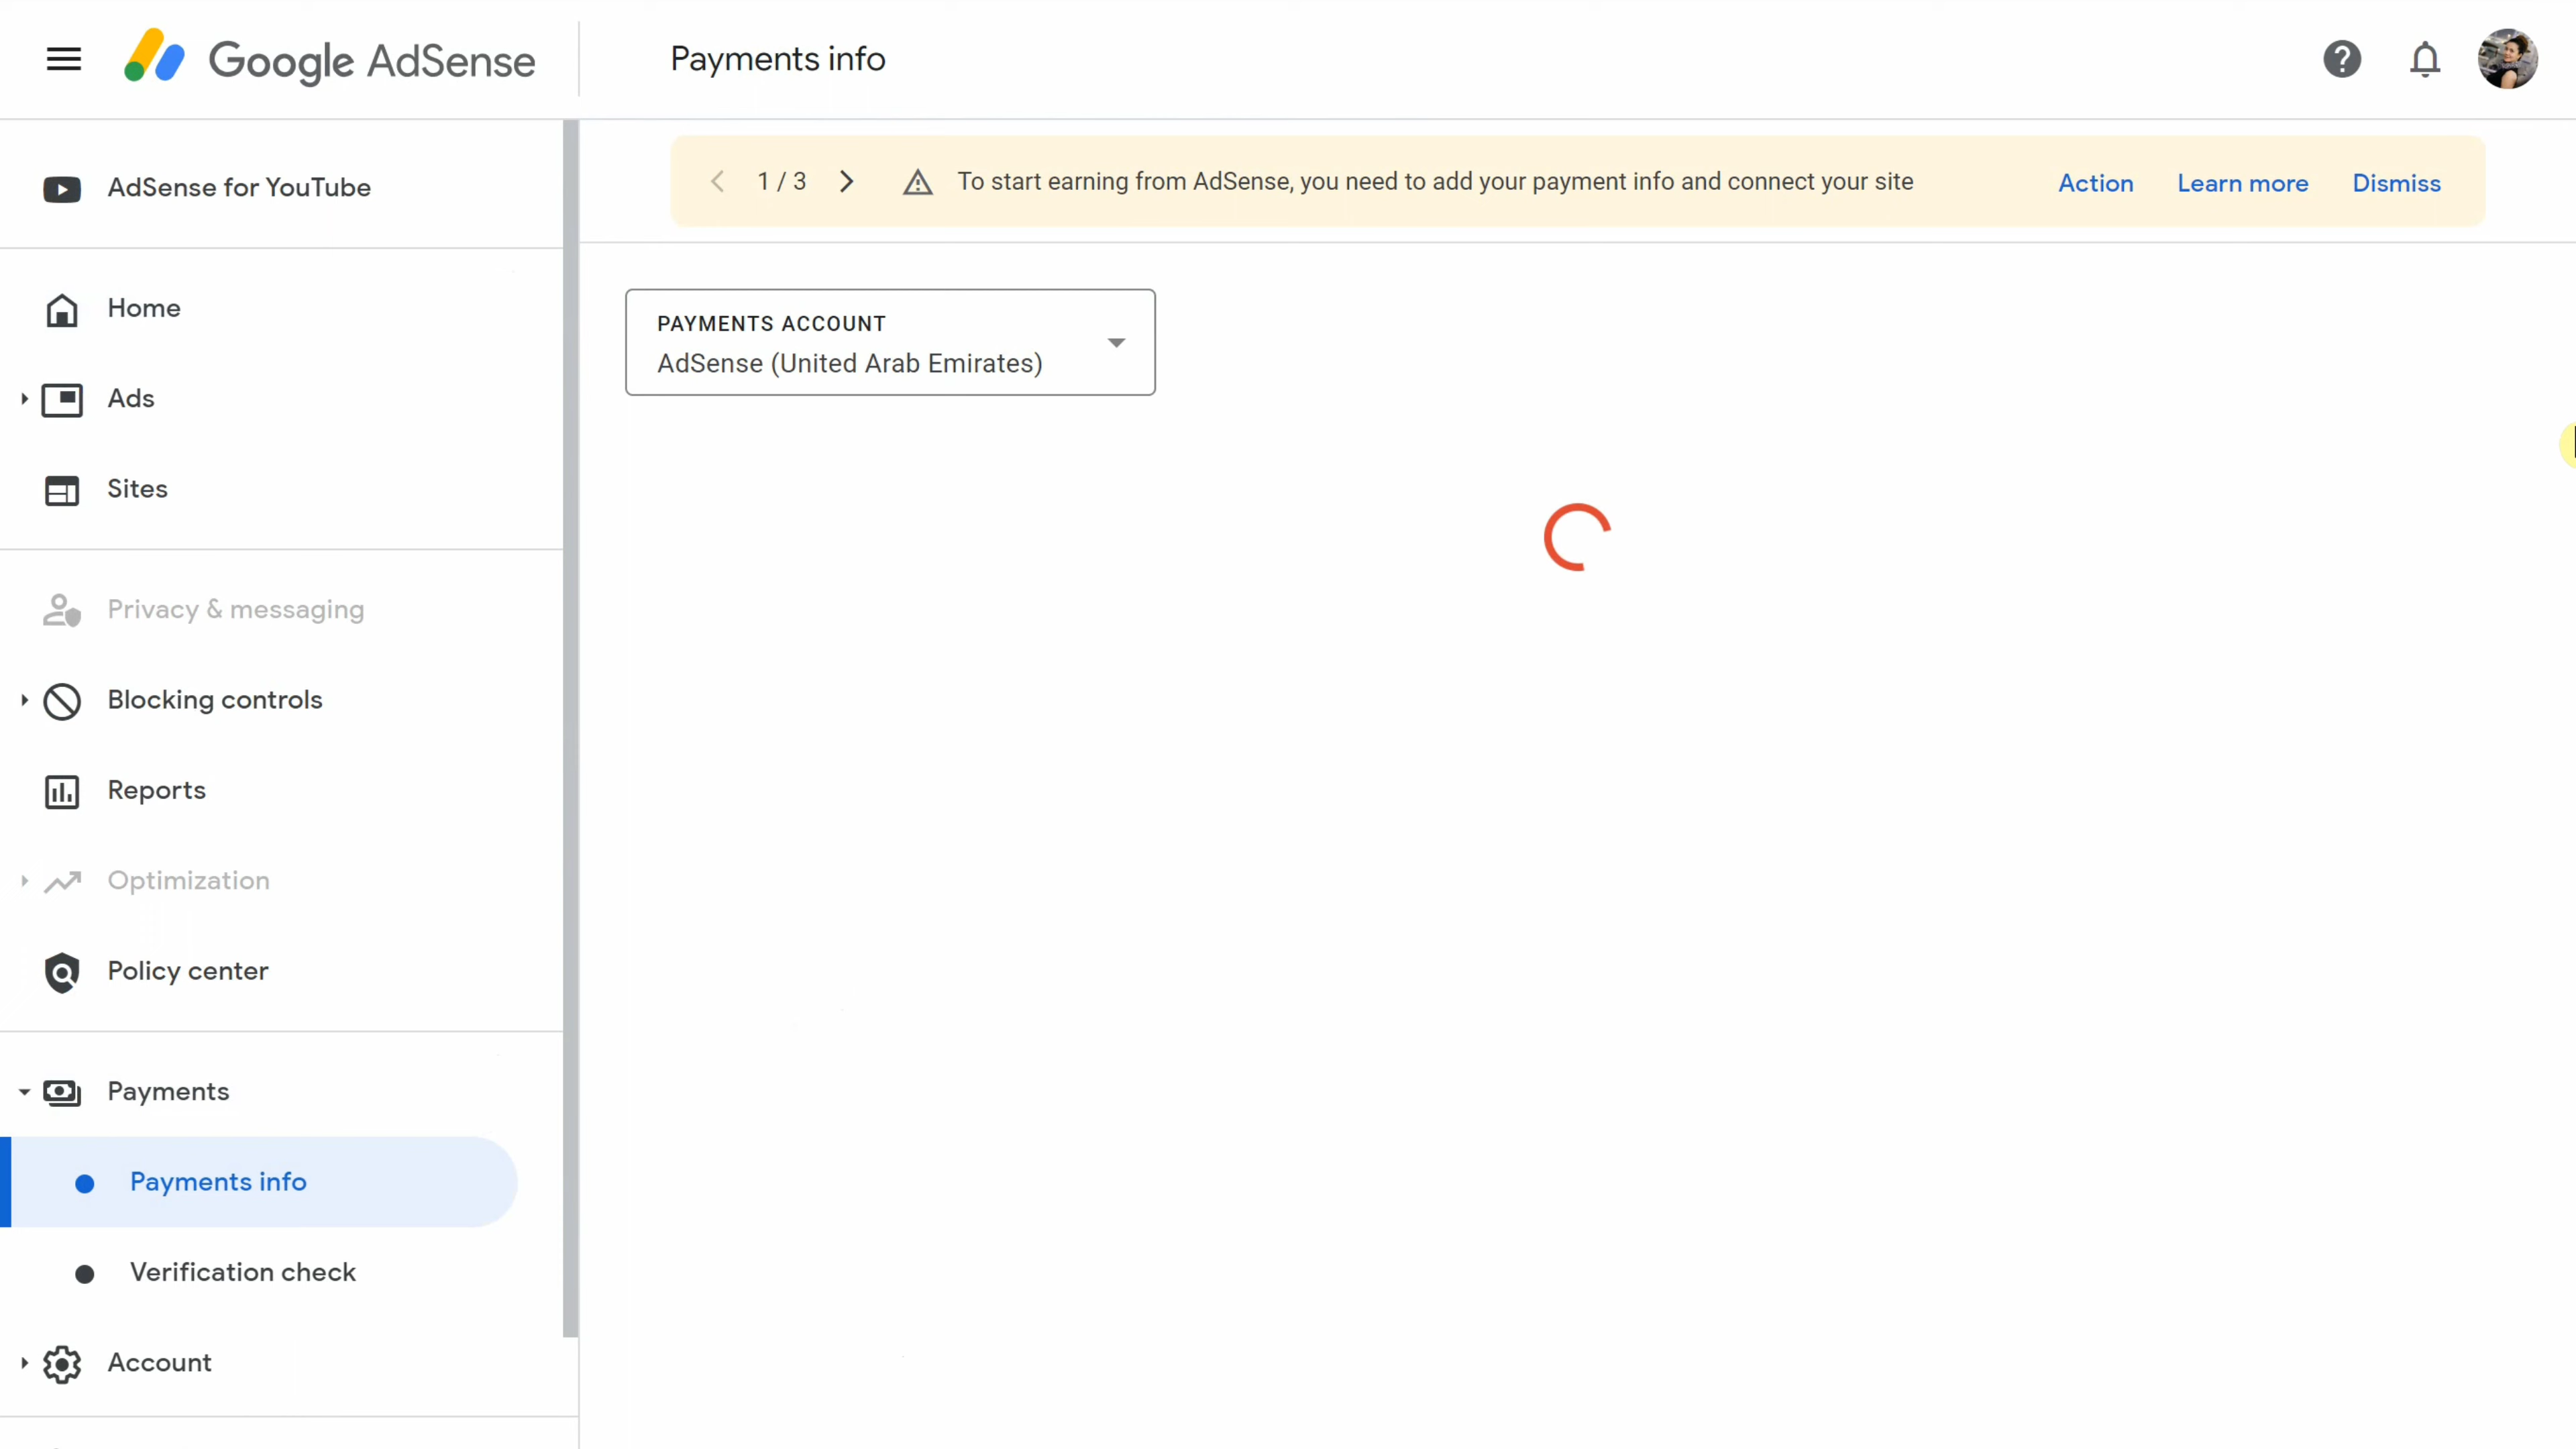 Google AdSense
Payments info
AdSense for YouTube
1 / 3
To start earning from AdSense, you need to add your payment info and connect your site
Action
Learn more
Dismiss
Home
Ads
Sites
PAYMENTS ACCOUNT
AdSense (United Arab Emirates)
Privacy & messaging
Blocking controls
Reports
Optimization
Policy center
Payments
Payments info
Verification check
Account